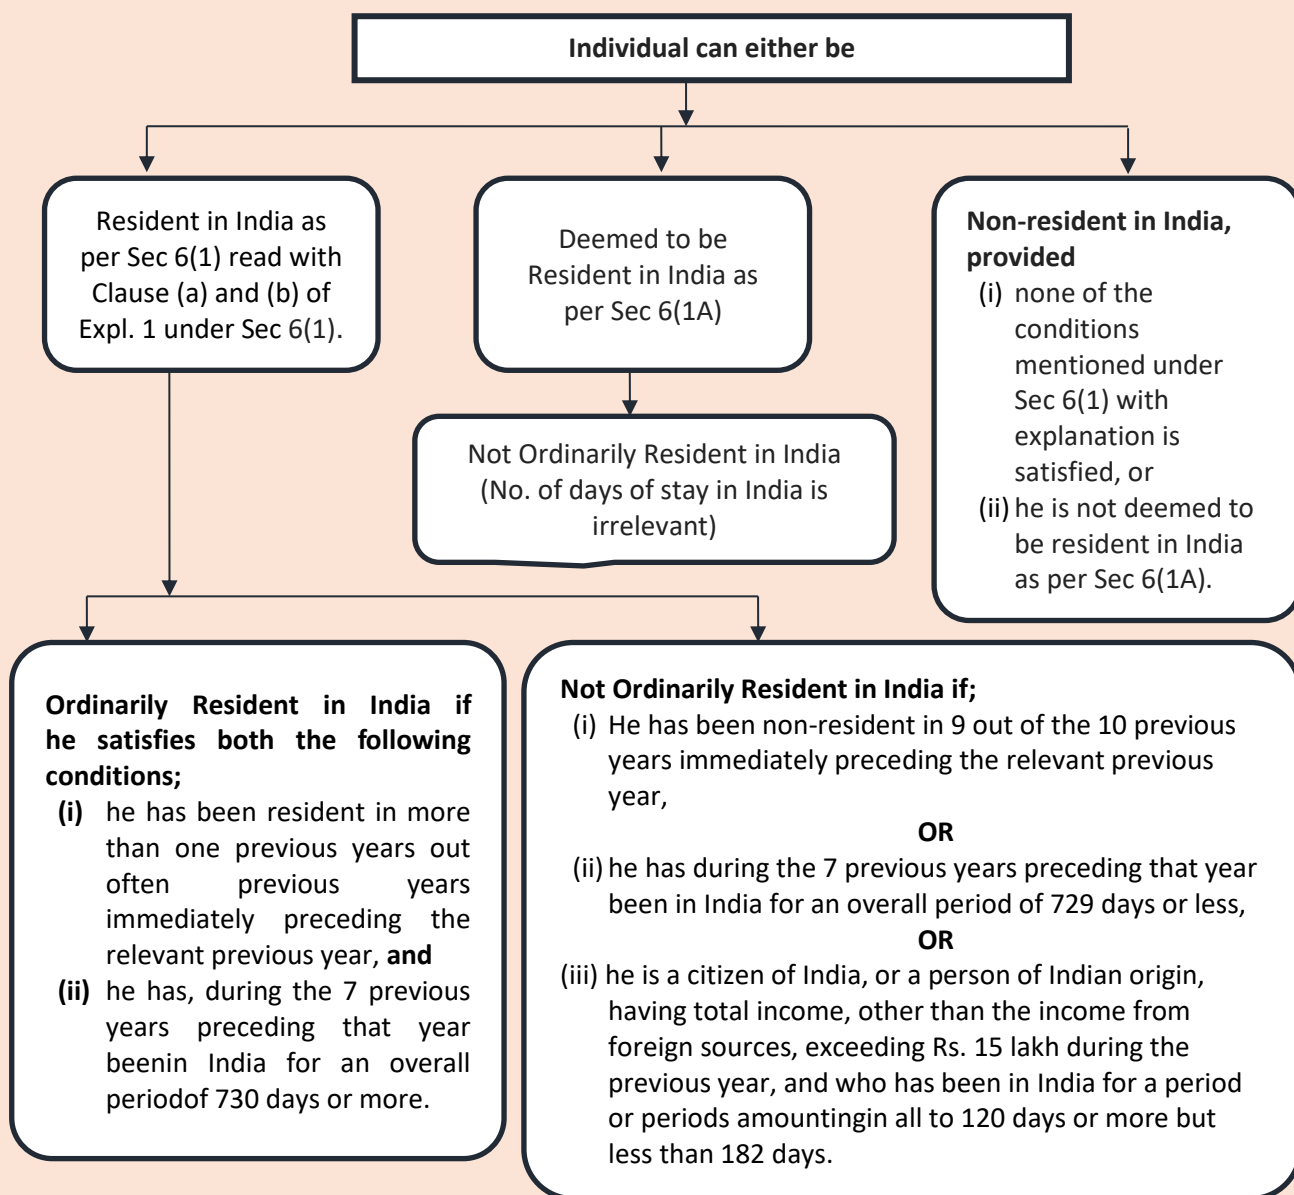 Individual can either be
Resident in India as
per Sec 6(1) read with
Clause (a) and (b) of
Expl. 1 under Sec 6(1).
Deemed to be
Resident in India as
per Sec 6(1A)
Non-resident in India,
provided
(i) none of the
conditions
mentioned under
Sec 6(1) with
explanation is
satisfied, or
(ii) he is not deemed to
be resident in India
as per Sec 6(1A).
Not Ordinarily Resident in India
(No. of days of stay in India is
irrelevant)
Ordinarily Resident in India if
he satisfies both the following
conditions;
(i) he has been resident in more
than one previous years out
often previous years
immediately preceding the
relevant previous year, and
(ii) he has, during the 7 previous
years preceding that year
beenin India for an overall
periodof 730 days or more.
Not Ordinarily Resident in India if;
(i) He has been non-resident in 9 out of the 10 previous
years immediately preceding the relevant previous
year,
OR
(ii) he has during the 7 previous years preceding that year
been in India for an overall period of 729 days or less,
OR
(iii) he is a citizen of India, or a person of Indian origin,
having total income, other than the income from
foreign sources, exceeding Rs. 15 lakh during the
previous year, and who has been in India for a period
or periods amountingin all to 120 days or more but
less than 182 days.